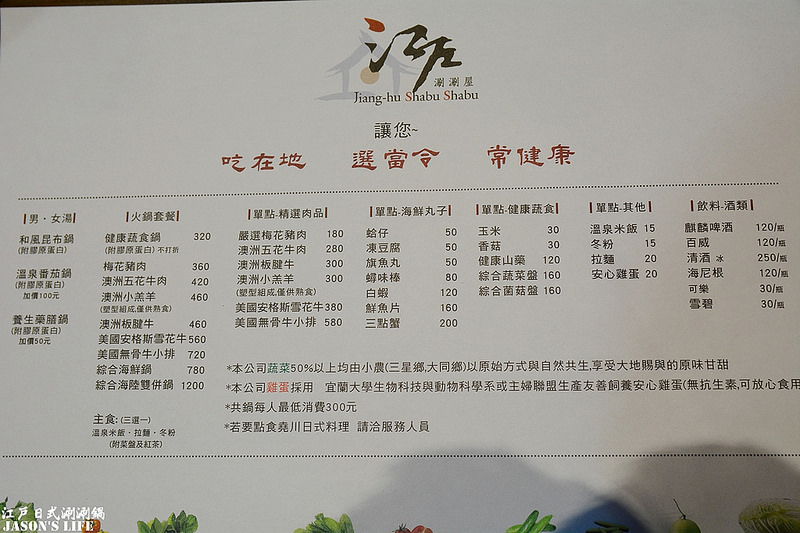 江戶
涮涮屋
Jiang-hu Shabu Shabu
讓您~
吃在地 選當令 常健康
男・女湯
和風昆布鍋
(附膠原蛋白)
溫泉番茄鍋
(附膠原蛋白)
加價100元
養生藥膳鍋
(附膠原蛋白)
加價50元
火鍋套餐
健康蔬食鍋 320
(附膠原蛋白)不打折
梅花豬肉 360
澳洲五花牛肉 420
澳洲小羔羊 460
(塑型組成,僅供熟食)
澳洲板腱牛 460
美國安格斯雪花牛 560
美國無骨牛小排 720
綜合海鮮鍋 780
綜合海陸雙併鍋 1200
主食:(三選一)
溫泉米飯・拉麵・冬粉
(附菜盤及紅茶)
單點-精選肉品
嚴選梅花豬肉 180
澳洲五花牛肉 280
澳洲板腱牛 300
澳洲小羔羊 300
(塑型組成,僅供熟食)
美國安格斯雪花牛 380
美國無骨牛小排 580
單點-海鮮丸子
蛤仔 50
凍豆腐 50
旗魚丸 50
蟳味棒 80
白蝦 120
鮮魚片 160
三點蟹 200
單點-健康蔬食
玉米 30
香菇 30
健康山藥 120
綜合蔬菜盤 160
綜合菌菇盤 160
單點-其他
溫泉米飯 15
冬粉 15
拉麵 20
安心雞蛋 20
飲料-酒類
麒麟啤酒 120/瓶
百威 120/瓶
清酒 冰 250/瓶
海尼根 120/瓶
可樂 30/瓶
雪碧 30/瓶
*本公司蔬菜50%以上均由小農(三星鄉,大同鄉)以原始方式與自然共生,享受大地賜與的原味甘甜
*本公司雞蛋採用 宜蘭大學生物科技與動物科學系或主婦聯盟生產友善飼養安心雞蛋(無抗生素,可放心食用
*共鍋每人最低消費300元
*若要點食堯川日式料理 請洽服務人員
江戶日式涮涮鍋
JASON'S LIFE